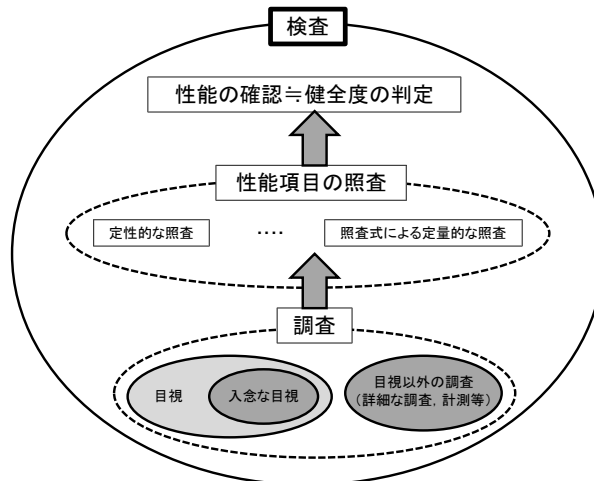 検査
性能の確認≒健全度の判定
性能項目の照査
定性的な照査 ‥‥ 照査式による定量的な照査
調査
目視 入念な目視
目視以外の調査
（詳細な調査，計測等）